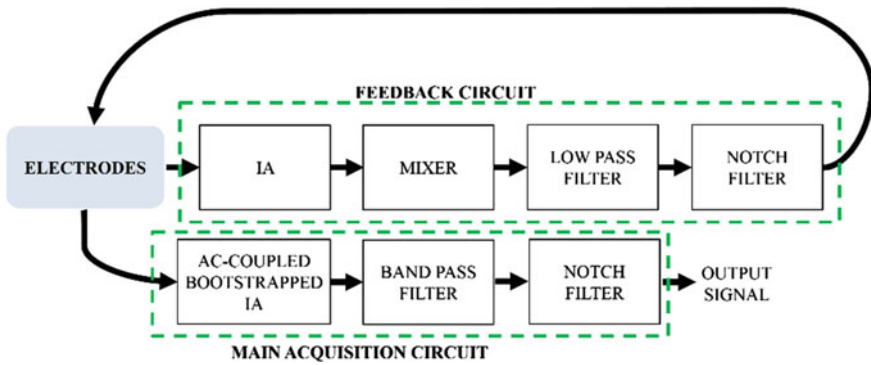 FEEDBACK CIRCUIT
ELECTRODES
IA
MIXER
LOW PASS
FILTER
NOTCH
FILTER
AC-COUPLED
BOOTSTRAPPED
IA
BAND PASS
FILTER
NOTCH
FILTER
OUTPUT
SIGNAL
MAIN ACQUISITION CIRCUIT